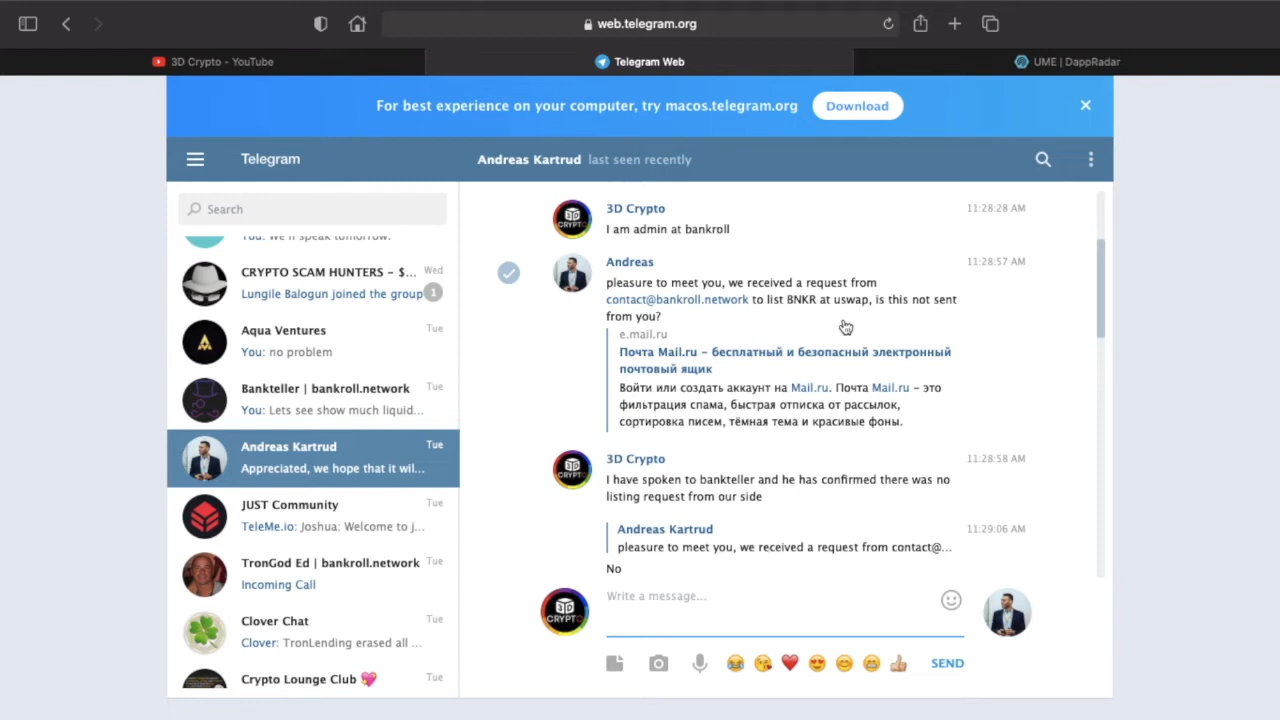 web.telegram.org
3D Crypto - YouTube
Telegram Web
UME | DappRadar
For best experience on your computer, try macos.telegram.org
Download
Telegram
Andreas Kartrud last seen recently
Search
You: We'll speak tomorrow.
CRYPTO SCAM HUNTERS – $...
Wed
Lungile Balogun joined the group
1
Aqua Ventures
Tue
You: no problem
Bankteller | bankroll.network
Tue
You: Lets see show much liquid...
Andreas Kartrud
Tue
Appreciated, we hope that it wil...
JUST Community
Tue
TeleMe.io: Joshua: Welcome to j...
TronGod Ed | bankroll.network
Tue
Incoming Call
Clover Chat
Tue
Clover: TronLending erased all ...
Crypto Lounge Club
Tue
3D Crypto
11:28:28 AM
I am admin at bankroll
Andreas
11:28:57 AM
pleasure to meet you, we received a request from
contact@bankroll.network to list BNKR at uswap, is this not sent
from you?
e.mail.ru
Почта Mail.ru – бесплатный и безопасный электронный
почтовый ящик
Войти или создать аккаунт на Mail.ru. Почта Mail.ru – это
фильтрация спама, быстрая отписка от рассылок,
сортировка писем, тёмная тема и красивые фоны.
3D Crypto
11:28:58 AM
I have spoken to bankteller and he has confirmed there was no
listing request from our side
Andreas Kartrud
11:29:06 AM
pleasure to meet you, we received a request from contact@...
No
Write a message...
SEND